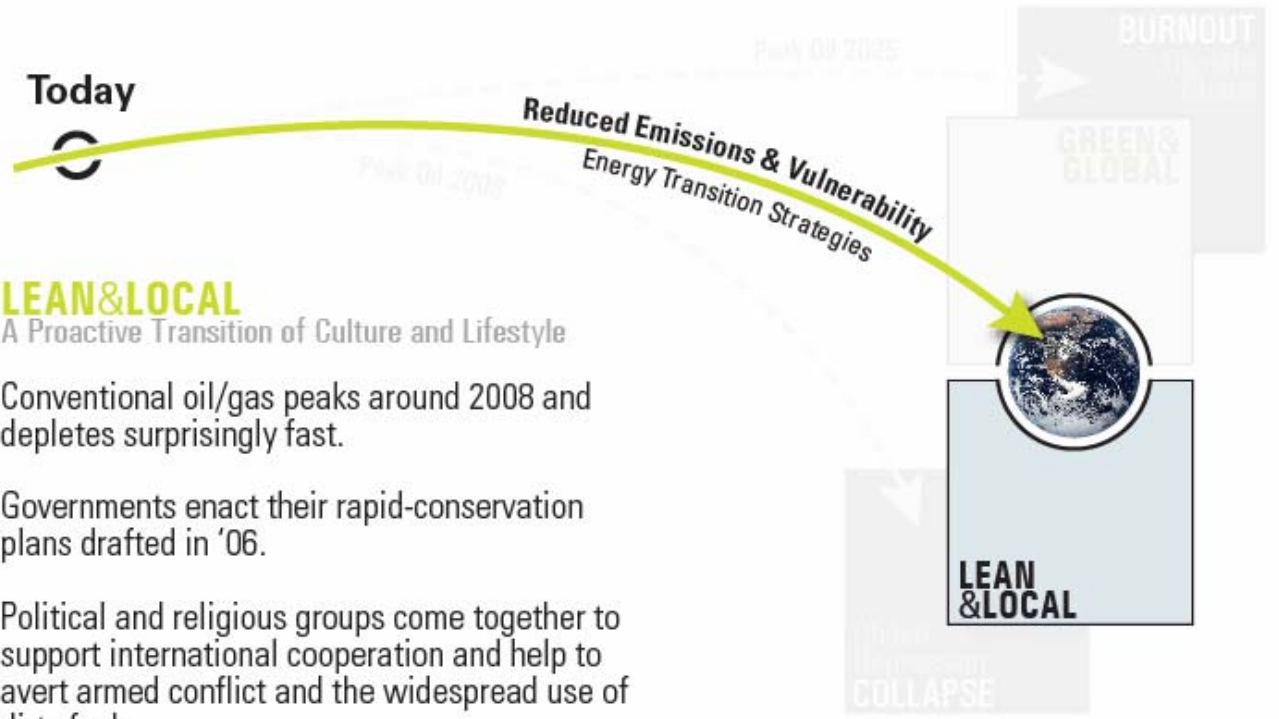 BURNOUT
Peak Oil 2025
Today
Reduced Emissions & Vulnerability
Energy Transition Strategies
GREEN&
GLOBAL
Peak Oil 2008
LEAN&LOCAL
A Proactive Transition of Culture and Lifestyle
Conventional oil/gas peaks around 2008 and
depletes surprisingly fast.
Governments enact their rapid-conservation
plans drafted in ‘06.
Political and religious groups come together to
support international cooperation and help to
avert armed conflict and the widespread use of
LEAN
&LOCAL
COLLAPSE